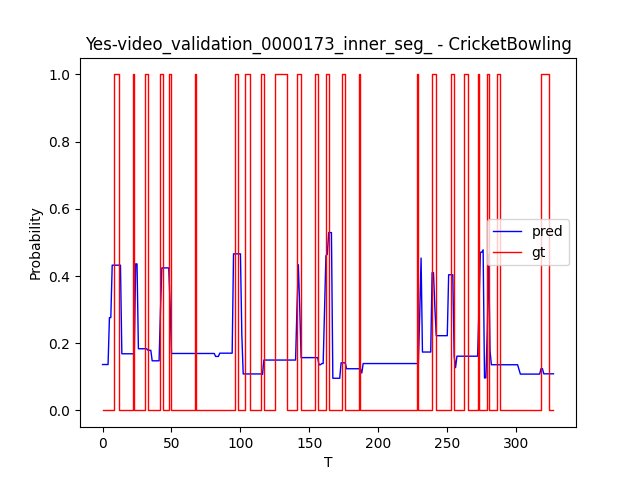 Yes-video_validation_0000173_inner_seg_ - CricketBowling
1.0
0.8
0.6
0.4
0.2
0.0
Probability
pred
gt
0 50 100 150 200 250 300
T